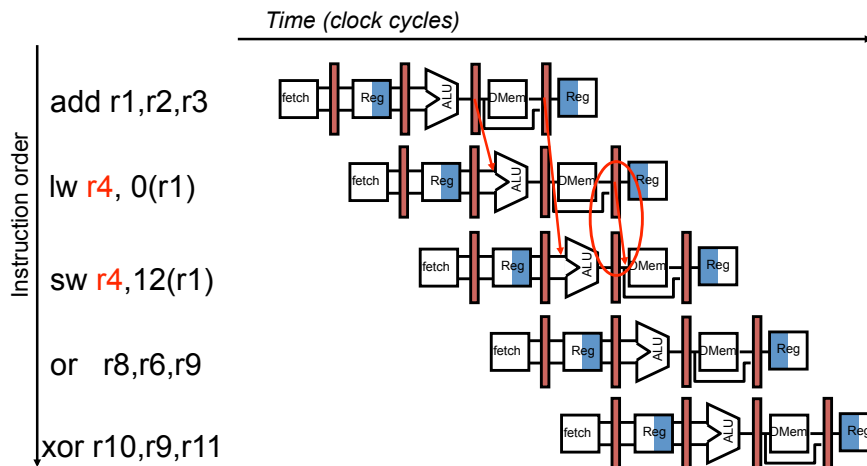 Time (clock cycles)
Instruction order
add r1,r2,r3
fetch Reg ALU DMem Reg
lw r4, 0(r1)
fetch Reg ALU DMem Reg
sw r4,12(r1)
fetch Reg ALU DMem Reg
or r8,r6,r9
fetch Reg ALU DMem Reg
xor r10,r9,r11
fetch Reg ALU DMem Reg